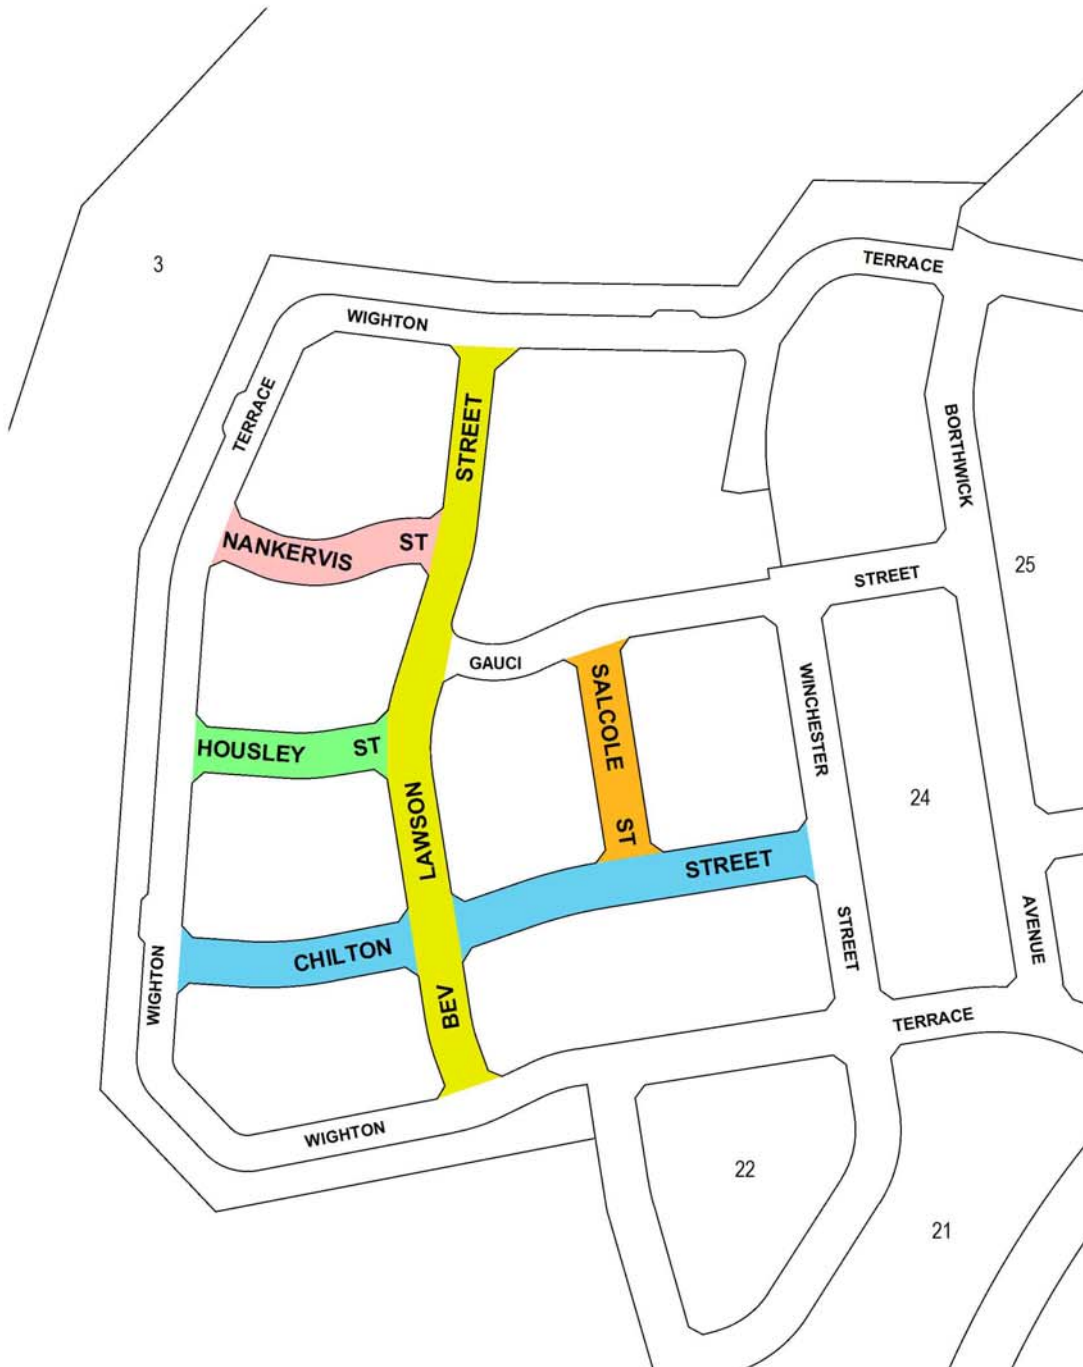 3
TERRACE
WIGHTON
TERRACE
STREET
BORTHWICK
NANKERVIS ST
25
STREET
GAUCI
SALCOLE ST
WINCHESTER
STREET
HOUSLEY ST
24
BEV LAWSON
CHILTON STREET
AVENUE
WIGHTON
TERRACE
WIGHTON
22
21